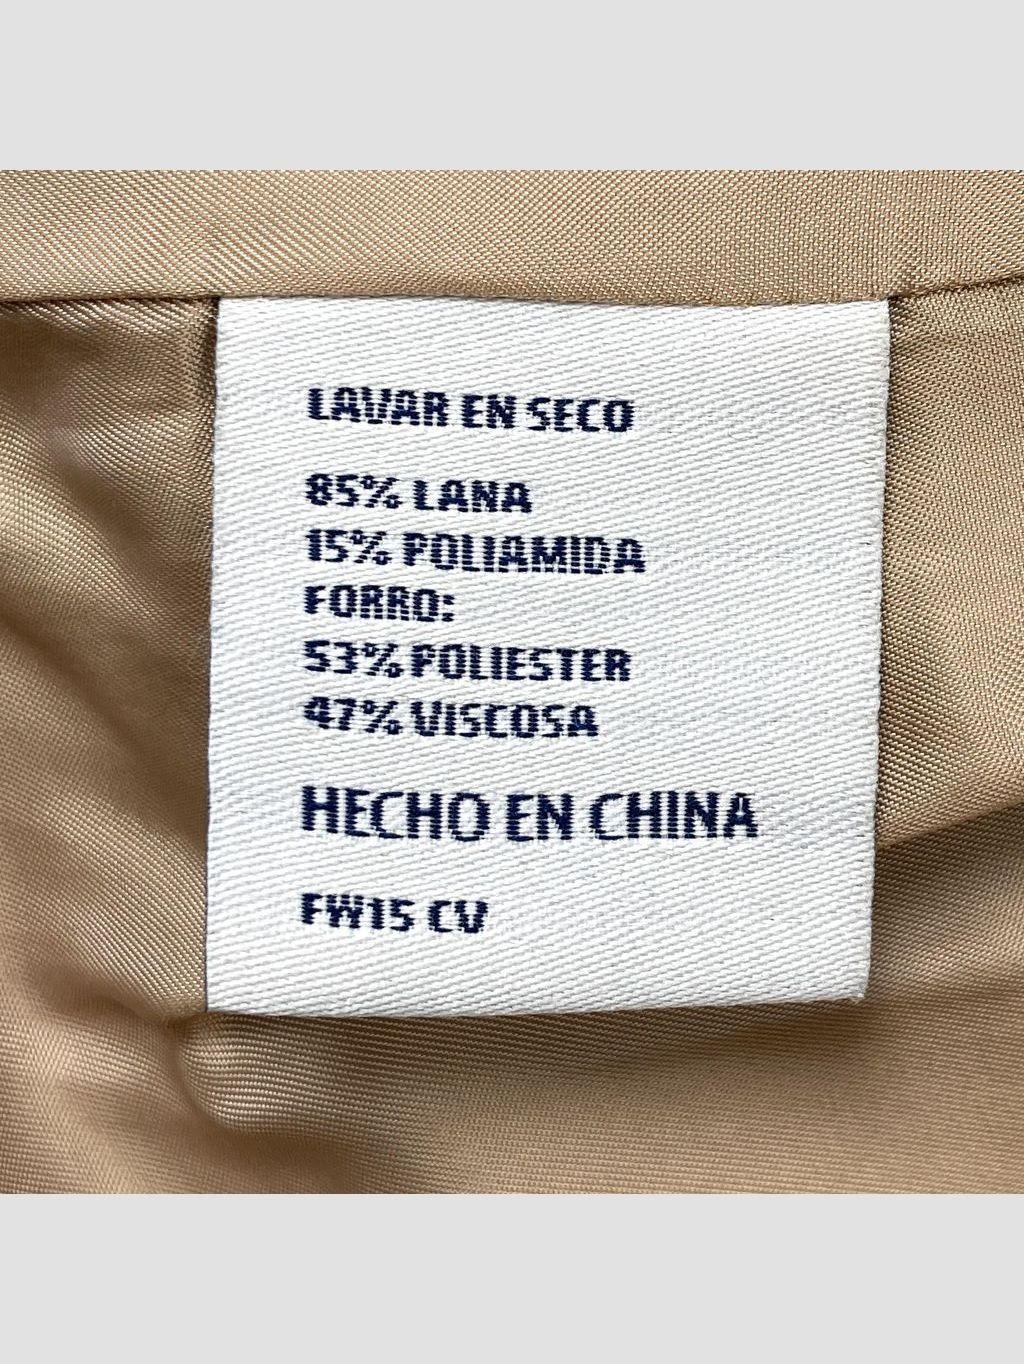 LAVAR EN SECO
85% LANA
15% POLIAMIDA
FORRO:
53% POLIESTER
47% VISCOSA
HECHO EN CHINA
FW15 CV